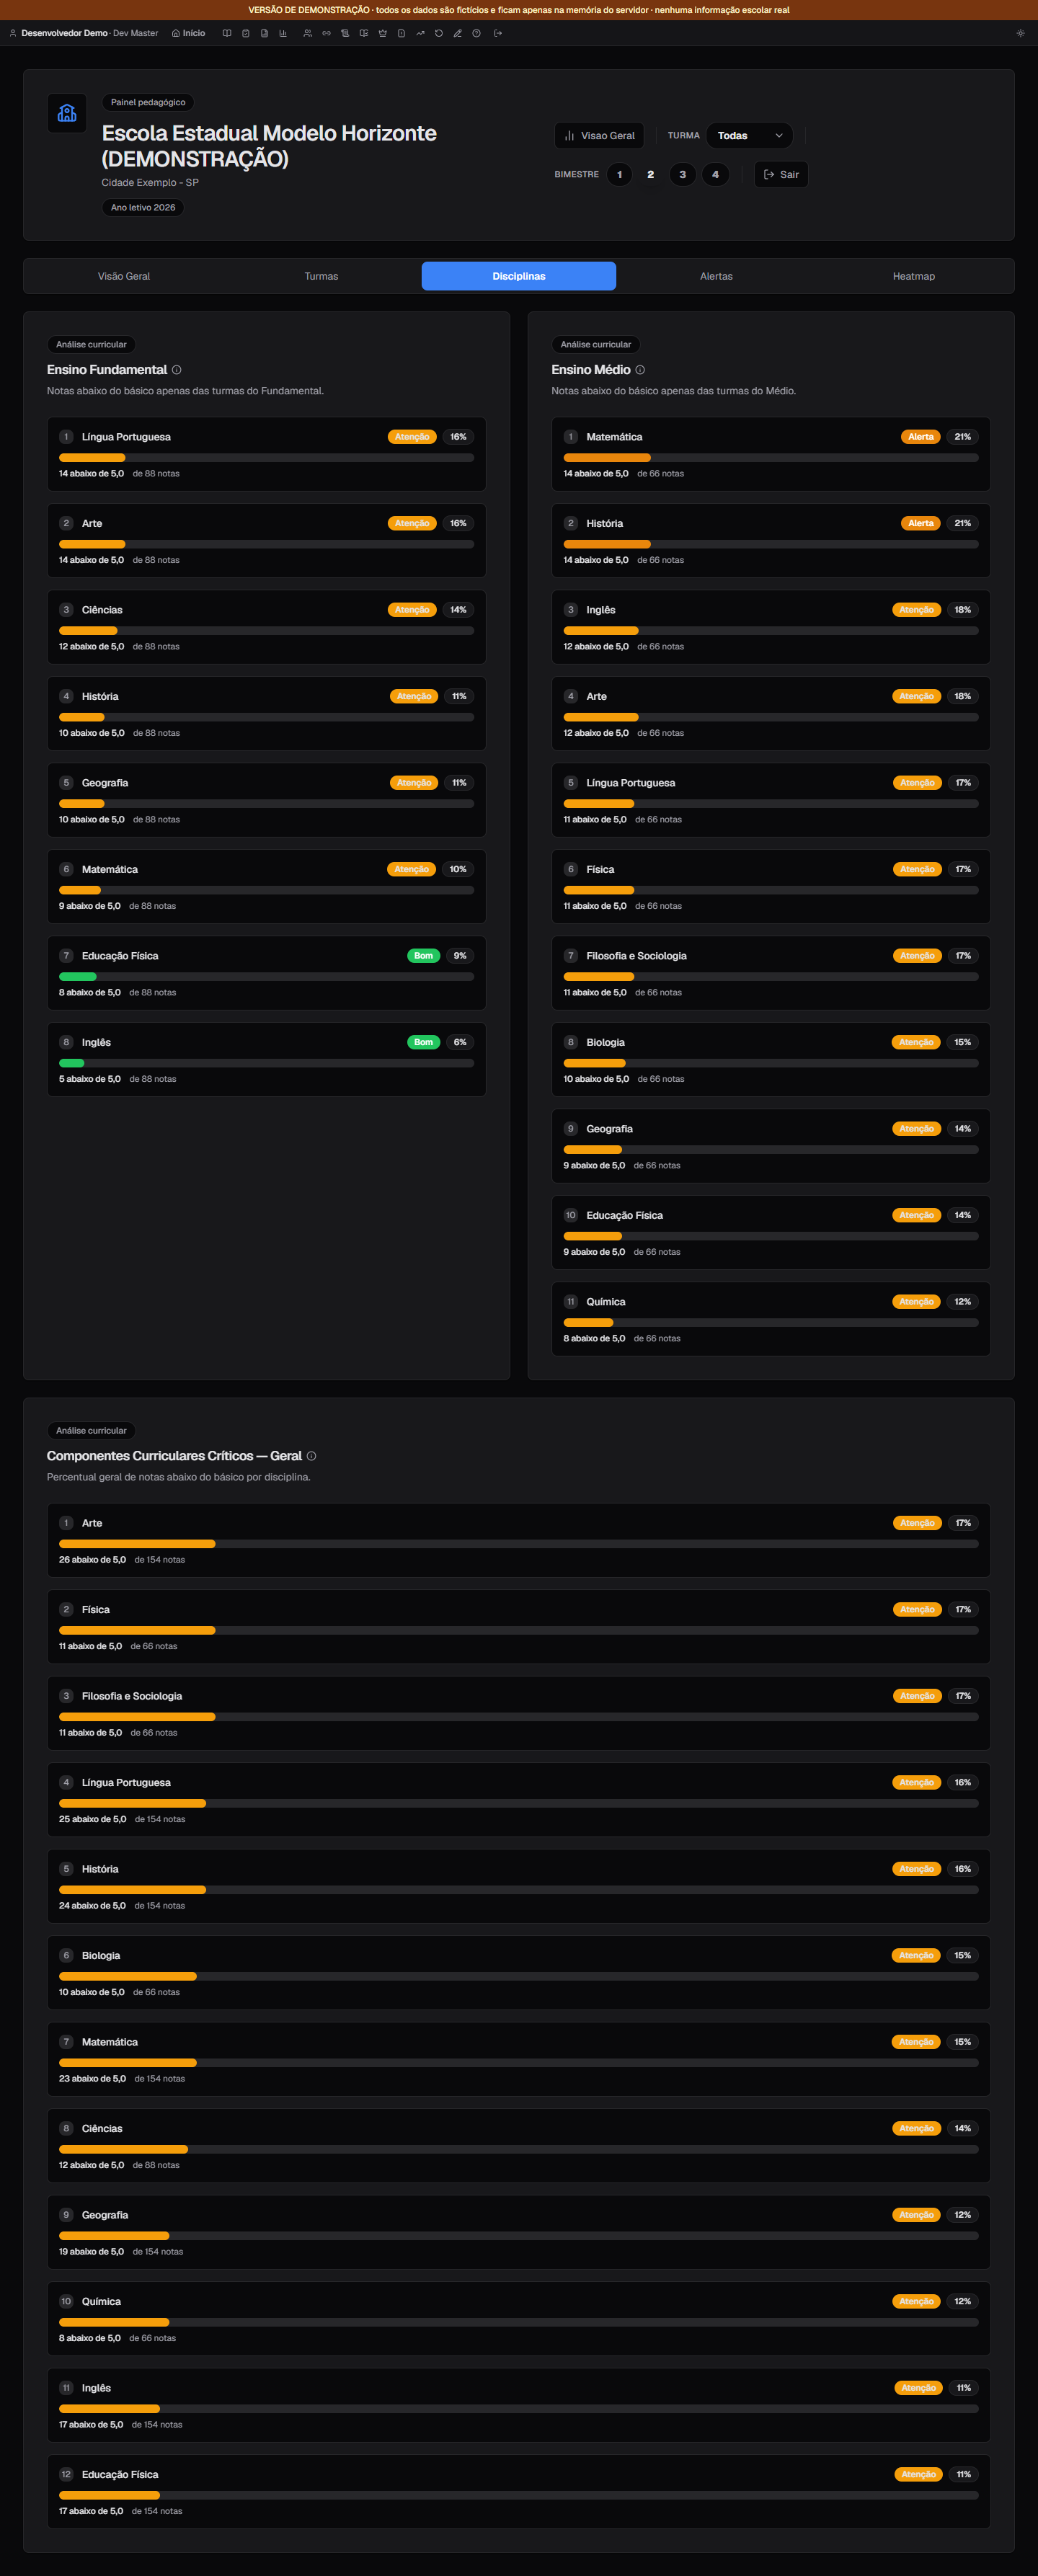 VERSÃO DE DEMONSTRAÇÃO · todos os dados são fictícios e ficam apenas na memória do servidor · nenhuma informação escolar real
Desenvolvedor Demo · Dev Master Início
Painel pedagógico
Escola Estadual Modelo Horizonte
(DEMONSTRAÇÃO)
Cidade Exemplo - SP
Ano letivo 2026
Visao Geral TURMA Todas
BIMESTRE 1 2 3 4 Sair
Visão Geral Turmas Disciplinas Alertas Heatmap
Análise curricular
Ensino Fundamental
Notas abaixo do básico apenas das turmas do Fundamental.
1 Língua Portuguesa Atenção 16%
14 abaixo de 5,0 de 88 notas
2 Arte Atenção 16%
14 abaixo de 5,0 de 88 notas
3 Ciências Atenção 14%
12 abaixo de 5,0 de 88 notas
4 História Atenção 11%
10 abaixo de 5,0 de 88 notas
5 Geografia Atenção 11%
10 abaixo de 5,0 de 88 notas
6 Matemática Atenção 10%
9 abaixo de 5,0 de 88 notas
7 Educação Física Bom 9%
8 abaixo de 5,0 de 88 notas
8 Inglês Bom 6%
5 abaixo de 5,0 de 88 notas
Análise curricular
Ensino Médio
Notas abaixo do básico apenas das turmas do Médio.
1 Matemática Alerta 21%
14 abaixo de 5,0 de 66 notas
2 História Alerta 21%
14 abaixo de 5,0 de 66 notas
3 Inglês Atenção 18%
12 abaixo de 5,0 de 66 notas
4 Arte Atenção 18%
12 abaixo de 5,0 de 66 notas
5 Língua Portuguesa Atenção 17%
11 abaixo de 5,0 de 66 notas
6 Física Atenção 17%
11 abaixo de 5,0 de 66 notas
7 Filosofia e Sociologia Atenção 17%
11 abaixo de 5,0 de 66 notas
8 Biologia Atenção 15%
10 abaixo de 5,0 de 66 notas
9 Geografia Atenção 14%
9 abaixo de 5,0 de 66 notas
10 Educação Física Atenção 14%
9 abaixo de 5,0 de 66 notas
11 Química Atenção 12%
8 abaixo de 5,0 de 66 notas
Análise curricular
Componentes Curriculares Críticos — Geral
Percentual geral de notas abaixo do básico por disciplina.
1 Arte Atenção 17%
26 abaixo de 5,0 de 154 notas
2 Física Atenção 17%
11 abaixo de 5,0 de 66 notas
3 Filosofia e Sociologia Atenção 17%
11 abaixo de 5,0 de 66 notas
4 Língua Portuguesa Atenção 16%
25 abaixo de 5,0 de 154 notas
5 História Atenção 16%
24 abaixo de 5,0 de 154 notas
6 Biologia Atenção 15%
10 abaixo de 5,0 de 66 notas
7 Matemática Atenção 15%
23 abaixo de 5,0 de 154 notas
8 Ciências Atenção 14%
12 abaixo de 5,0 de 88 notas
9 Geografia Atenção 12%
19 abaixo de 5,0 de 154 notas
10 Química Atenção 12%
8 abaixo de 5,0 de 66 notas
11 Inglês Atenção 11%
17 abaixo de 5,0 de 154 notas
12 Educação Física Atenção 11%
17 abaixo de 5,0 de 154 notas